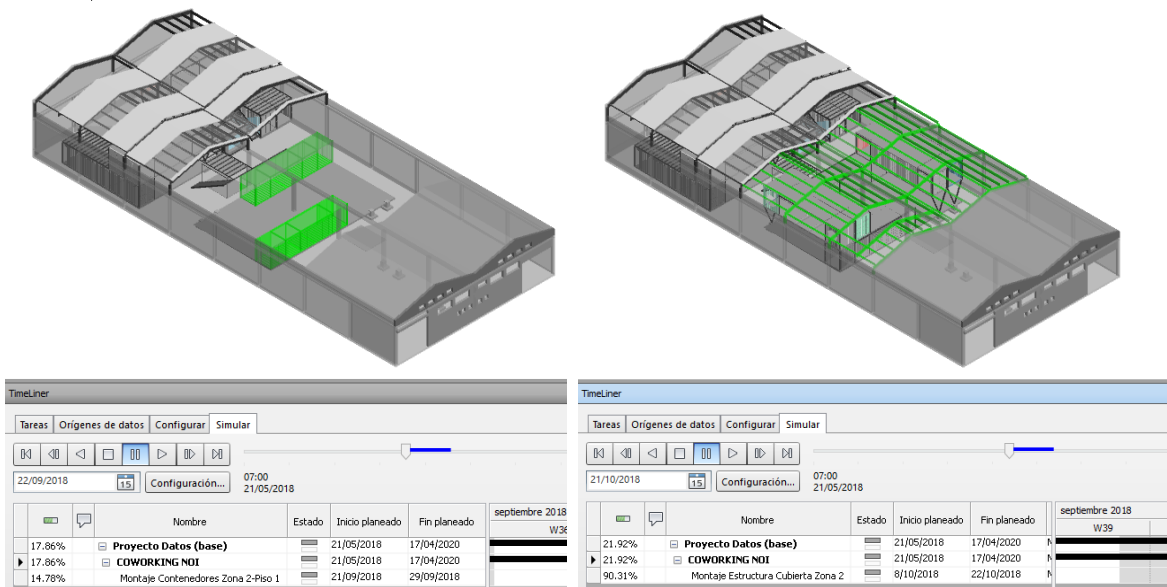 TimeLiner
Tareas Orígenes de datos Configurar Simular
22/09/2018 15 Configuración... 07:00
21/05/2018
Nombre Estado Inicio planeado Fin planeado septiembre 2018
W36
17.86% Proyecto Datos (base) 21/05/2018 17/04/2020
17.86% COWORKING NOI 21/05/2018 17/04/2020
14.78% Montaje Contenedores Zona 2-Piso 1 21/09/2018 29/09/2018
TimeLiner
Tareas Orígenes de datos Configurar Simular
21/10/2018 15 Configuración... 07:00
21/05/2018
Nombre Estado Inicio planeado Fin planeado septiembre 2018
W39
21.92% Proyecto Datos (base) 21/05/2018 17/04/2020
21.92% COWORKING NOI 21/05/2018 17/04/2020
90.31% Montaje Estructura Cubierta Zona 2 8/10/2018 22/10/2018